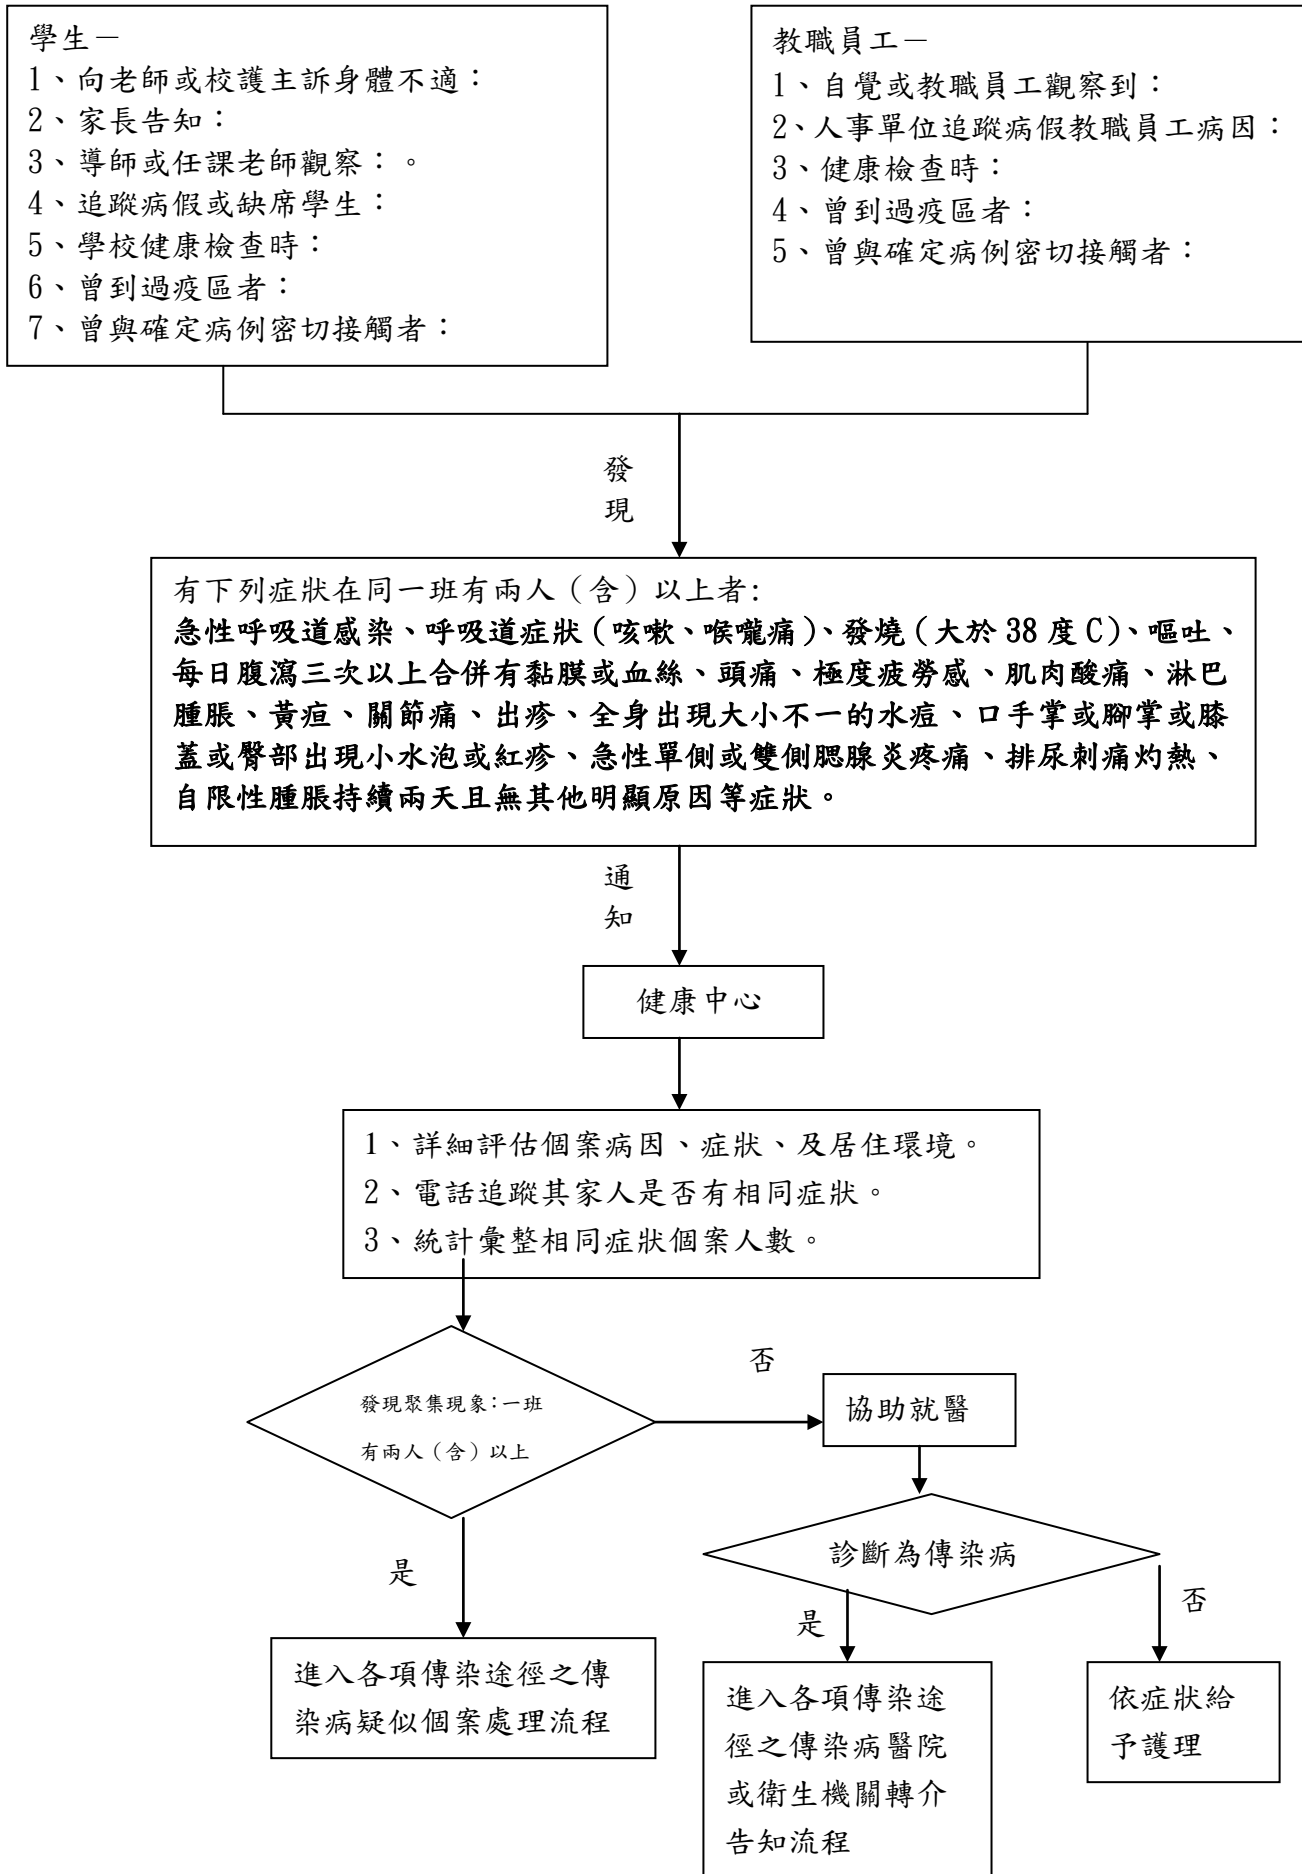 學生－
1、向老師或校護主訴身體不適：
2、家長告知：
3、導師或任課老師觀察：。
4、追蹤病假或缺席學生：
5、學校健康檢查時：
6、曾到過疫區者：
7、曾與確定病例密切接觸者：
教職員工－
1、自覺或教職員工觀察到：
2、人事單位追蹤病假教職員工病因：
3、健康檢查時：
4、曾到過疫區者：
5、曾與確定病例密切接觸者：
發
現
有下列症狀在同一班有兩人（含）以上者:
急性呼吸道感染、呼吸道症狀（咳嗽、喉嚨痛）、發燒（大於 38 度 C）、嘔吐、
每日腹瀉三次以上合併有黏膜或血絲、頭痛、極度疲勞感、肌肉酸痛、淋巴
腫脹、黃疸、關節痛、出疹、全身出現大小不一的水痘、口手掌或腳掌或膝
蓋或臀部出現小水泡或紅疹、急性單側或雙側腮腺炎疼痛、排尿刺痛灼熱、
自限性腫脹持續兩天且無其他明顯原因等症狀。
通
知
健康中心
1、詳細評估個案病因、症狀、及居住環境。
2、電話追蹤其家人是否有相同症狀。
3、統計彙整相同症狀個案人數。
發現聚集現象:一班
有兩人（含）以上
否
協助就醫
是
診斷為傳染病
是
否
進入各項傳染途徑之傳
染病疑似個案處理流程
進入各項傳染途
徑之傳染病醫院
或衛生機關轉介
告知流程
依症狀給
予護理